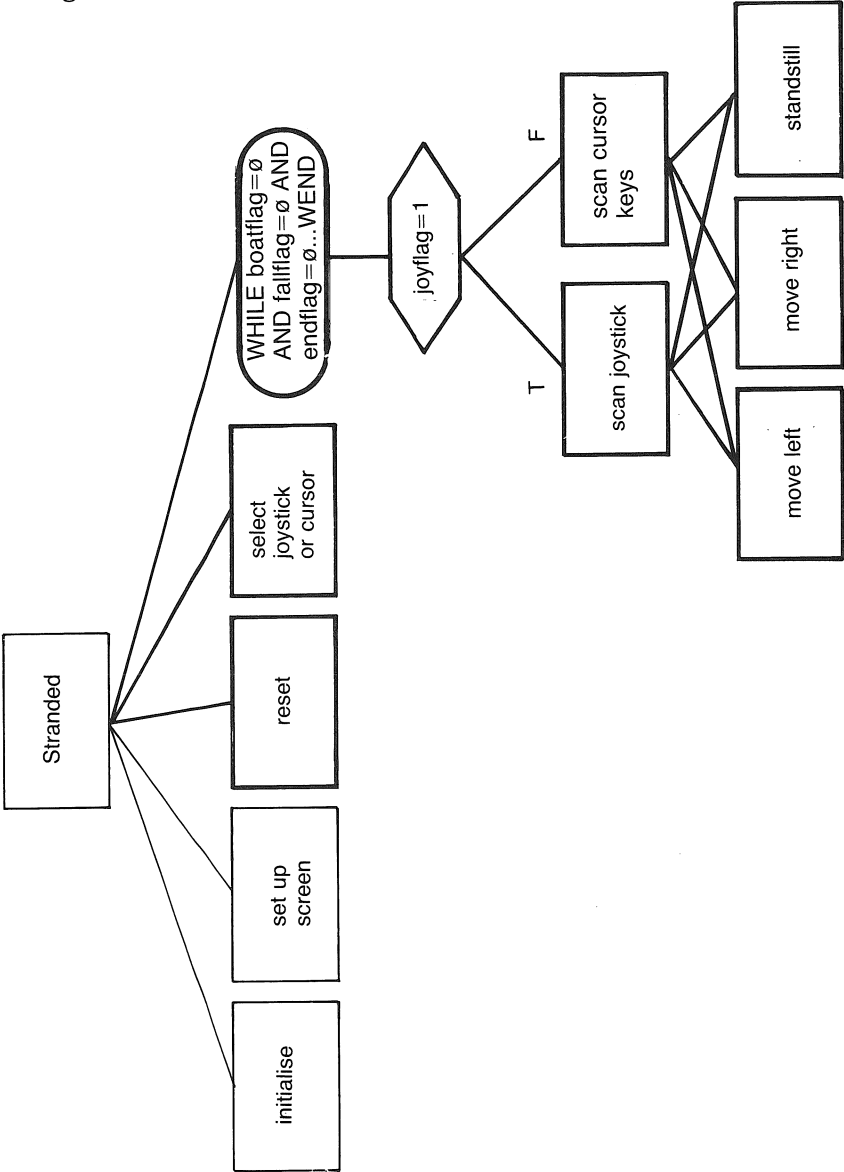 Stranded
initialise
set up
screen
reset
select
joystick
or cursor
WHILE boatflag=ø
AND fallflag=ø AND
endflag=ø...WEND
joyflag=1
T
F
scan joystick
scan cursor
keys
move left
move right
standstill